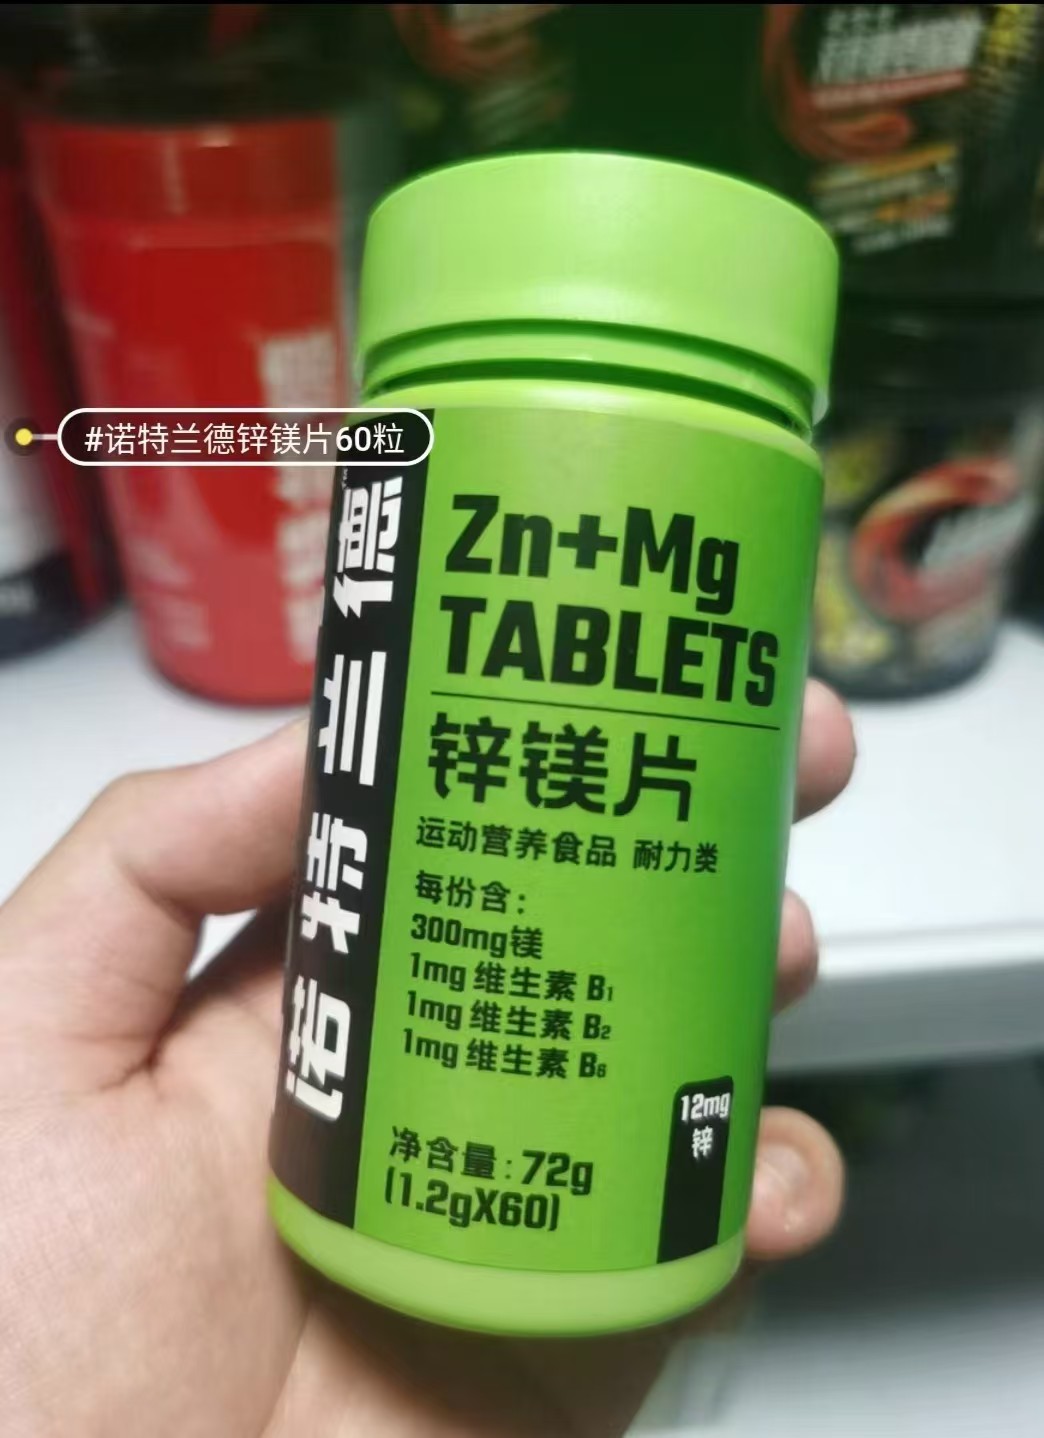 #诺特兰德锌镁片60粒
诺特兰德
Zn+Mg
TABLETS
锌镁片
运动营养食品 耐力类
每份含:
300mg镁
1mg 维生素 B₁
1mg 维生素 B₂
1mg 维生素 B₆
12mg
锌
净含量:72g
(1.2gX60)